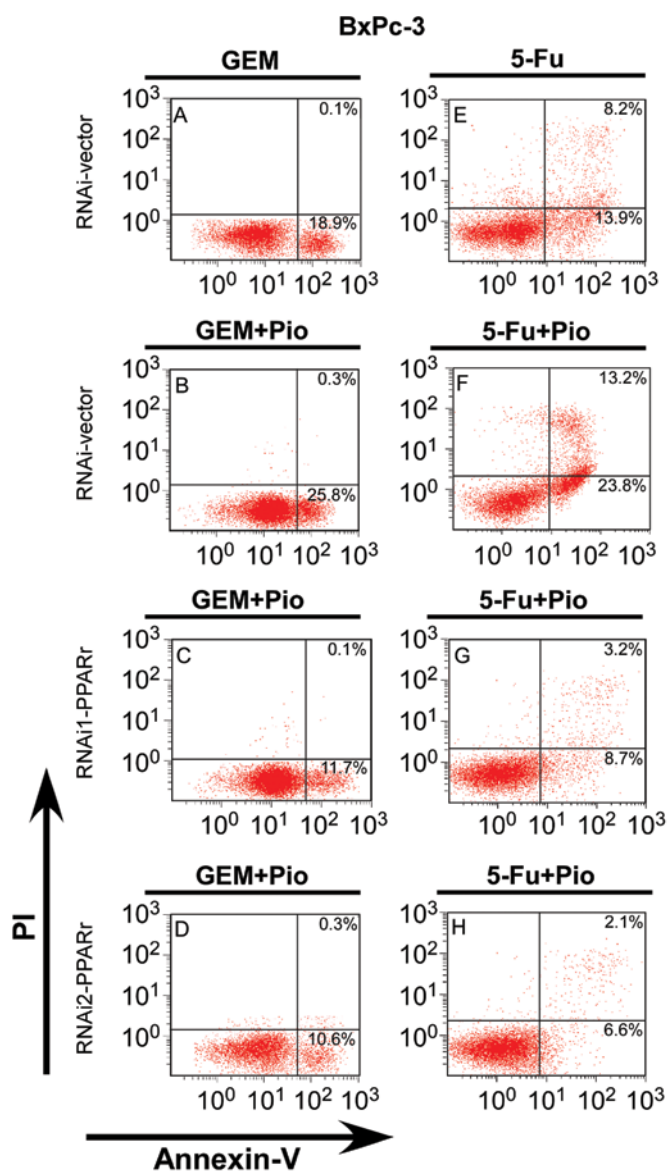 BxPc-3
GEM
5-Fu
RNAi-vector
A
0.1%
18.9%
10³
10²
10¹
10⁰
10⁰ 10¹ 10² 10³
E
8.2%
13.9%
10³
10²
10¹
10⁰
10⁰ 10¹ 10² 10³
GEM+Pio
5-Fu+Pio
RNAi-vector
B
0.3%
25.8%
10³
10²
10¹
10⁰
10⁰ 10¹ 10² 10³
F
13.2%
23.8%
10³
10²
10¹
10⁰
10⁰ 10¹ 10² 10³
GEM+Pio
5-Fu+Pio
RNAi1-PPARr
C
0.1%
11.7%
10³
10²
10¹
10⁰
10⁰ 10¹ 10² 10³
G
3.2%
8.7%
10³
10²
10¹
10⁰
10⁰ 10¹ 10² 10³
GEM+Pio
5-Fu+Pio
RNAi2-PPARr
D
0.3%
10.6%
10³
10²
10¹
10⁰
10⁰ 10¹ 10² 10³
H
2.1%
6.6%
10³
10²
10¹
10⁰
10⁰ 10¹ 10² 10³
PI
Annexin-V